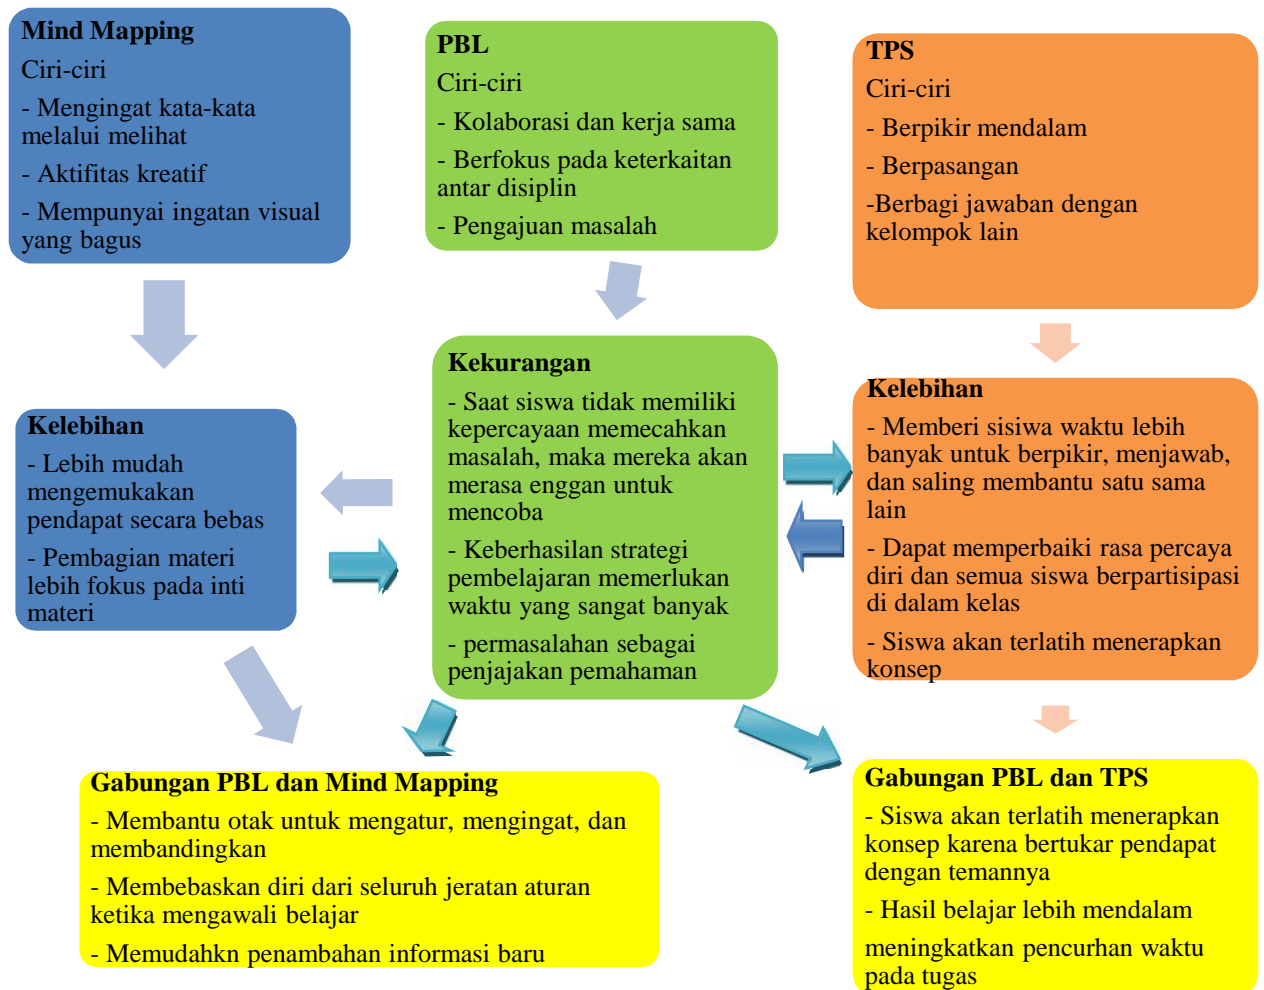 Mind Mapping
Ciri-ciri
- Mengingat kata-kata
melalui melihat
- Aktifitas kreatif
- Mempunyai ingatan visual
yang bagus
PBL
Ciri-ciri
- Kolaborasi dan kerja sama
- Berfokus pada keterkaitan
antar disiplin
- Pengajuan masalah
TPS
Ciri-ciri
- Berpikir mendalam
- Berpasangan
-Berbagi jawaban dengan
kelompok lain
Kelebihan
- Lebih mudah
mengemukakan
pendapat secara bebas
- Pembagian materi
lebih fokus pada inti
materi
Kekurangan
- Saat siswa tidak memiliki
kepercayaan memecahkan
masalah, maka mereka akan
merasa enggan untuk
mencoba
- Keberhasilan strategi
pembelajaran memerlukan
waktu yang sangat banyak
- permasalahan sebagai
penjajakan pemahaman
Kelebihan
- Memberi sisiwa waktu lebih
banyak untuk berpikir, menjawab,
dan saling membantu satu sama
lain
- Dapat memperbaiki rasa percaya
diri dan semua siswa berpartisipasi
di dalam kelas
- Siswa akan terlatih menerapkan
konsep
Gabungan PBL dan Mind Mapping
- Membantu otak untuk mengatur, mengingat, dan
membandingkan
- Membebaskan diri dari seluruh jeratan aturan
ketika mengawali belajar
- Memudahkn penambahan informasi baru
Gabungan PBL dan TPS
- Siswa akan terlatih menerapkan
konsep karena bertukar pendapat
dengan temannya
- Hasil belajar lebih mendalam
meningkatkan pencurhan waktu
pada tugas